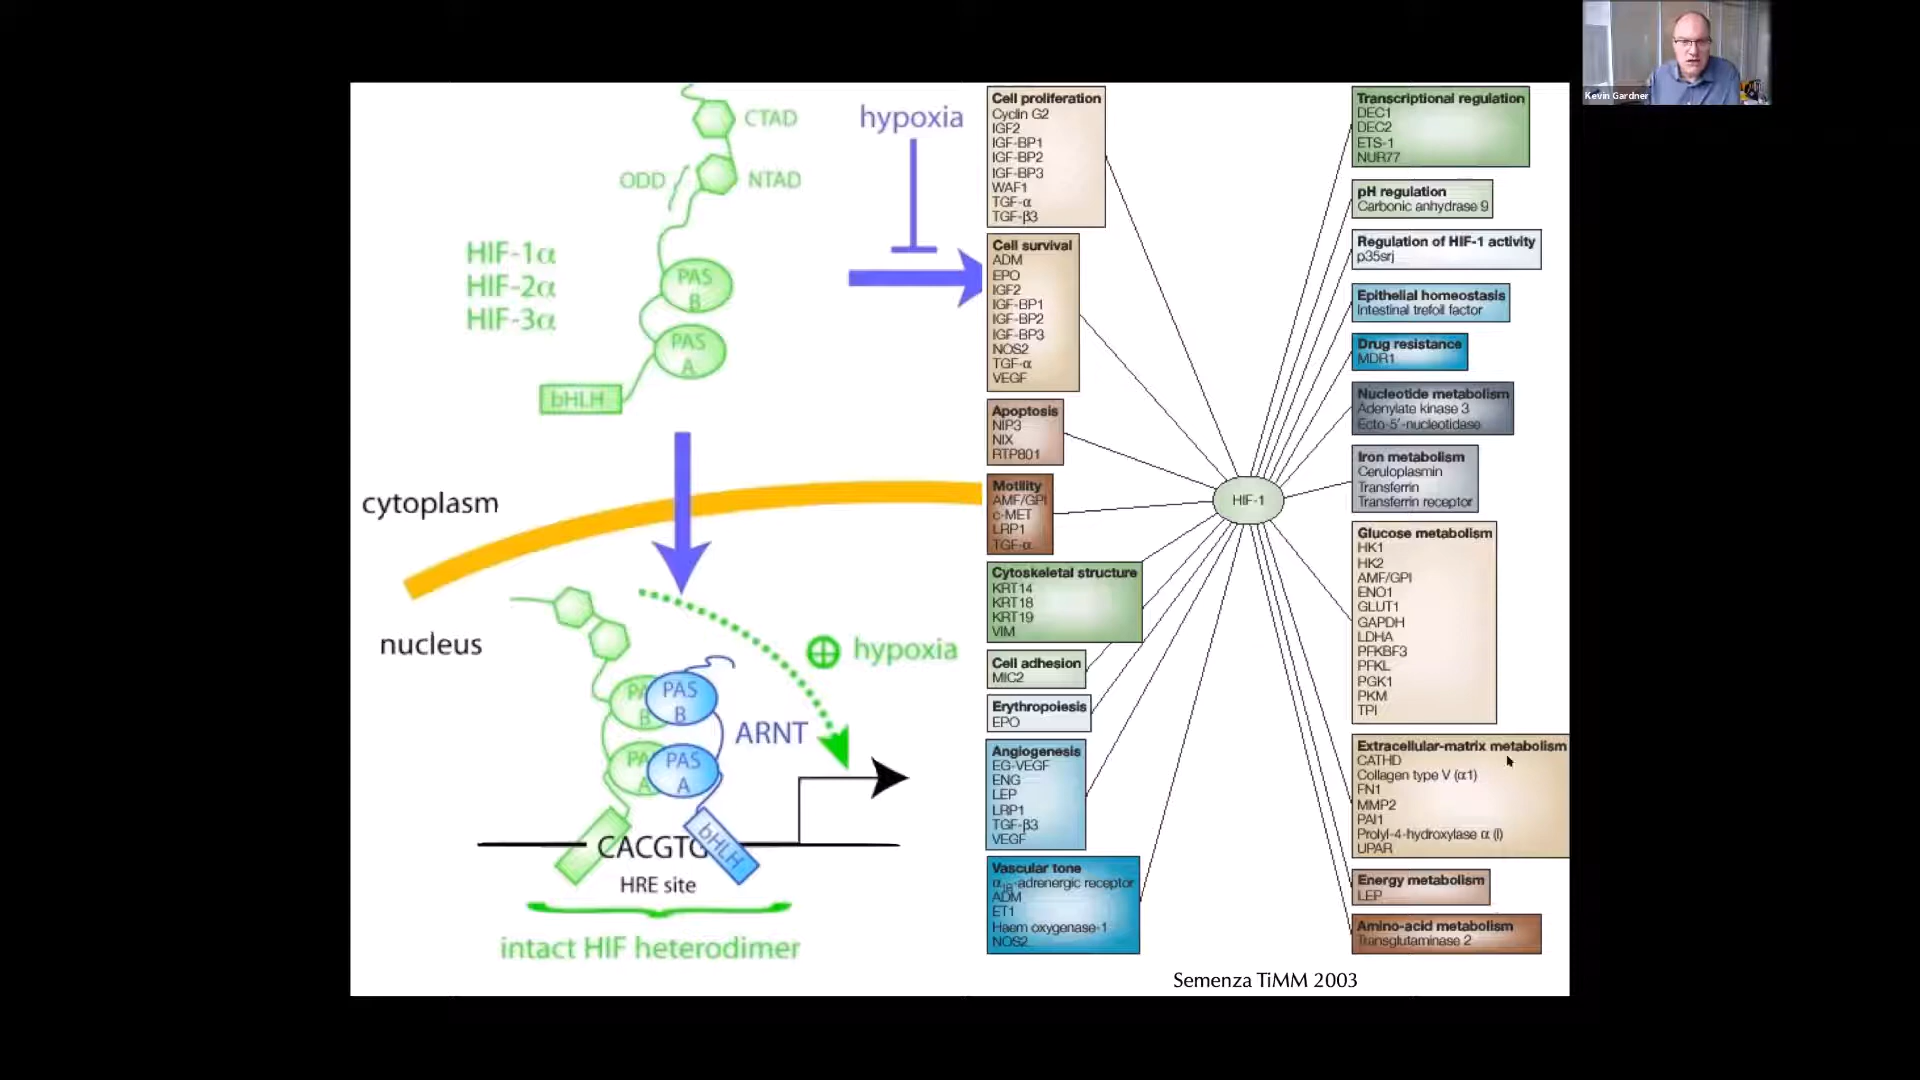 Kevin Gardner
CTAD
hypoxia
ODD
NTAD
HIF-1α
HIF-2α
HIF-3α
PAS
B
PAS
A
bHLH
cytoplasm
nucleus
hypoxia
PAS
B
PAS
B
ARNT
PAS
A
PA
A
CACGTG
bHLH
HRE site
intact HIF heterodimer
Cell proliferation
Cyclin G2
IGF2
IGF-BP1
IGF-BP2
IGF-BP3
WAF1
TGF-α
TGF-β3
Cell survival
ADM
EPO
IGF2
IGF-BP1
IGF-BP2
IGF-BP3
NOS2
TGF-α
VEGF
Apoptosis
NIP3
NIX
RTP801
Motility
AMF/GPI
c-MET
LRP1
TGF-α
Cytoskeletal structure
KRT14
KRT18
KRT19
VIM
Cell adhesion
MIC2
Erythropoiesis
EPO
Angiogenesis
EG-VEGF
ENG
LEP
LRP1
TGF-β3
VEGF
Vascular tone
α1B-adrenergic receptor
ADM
ET1
Haem oxygenase-1
NOS2
HIF-1
Transcriptional regulation
DEC1
DEC2
ETS-1
NUR77
pH regulation
Carbonic anhydrase 9
Regulation of HIF-1 activity
p35srj
Epithelial homeostasis
Intestinal trefoil factor
Drug resistance
MDR1
Nucleotide metabolism
Adenylate kinase 3
Ecto-5′-nucleotidase
Iron metabolism
Ceruloplasmin
Transferrin
Transferrin receptor
Glucose metabolism
HK1
HK2
AMF/GPI
ENO1
GLUT1
GAPDH
LDHA
PFKBF3
PFKL
PGK1
PKM
TPI
Extracellular-matrix metabolism
CATHD
Collagen type V (α1)
FN1
MMP2
PAI1
Prolyl-4-hydroxylase α (I)
UPAR
Energy metabolism
LEP
Amino-acid metabolism
Transglutaminase 2
Semenza TiMM 2003